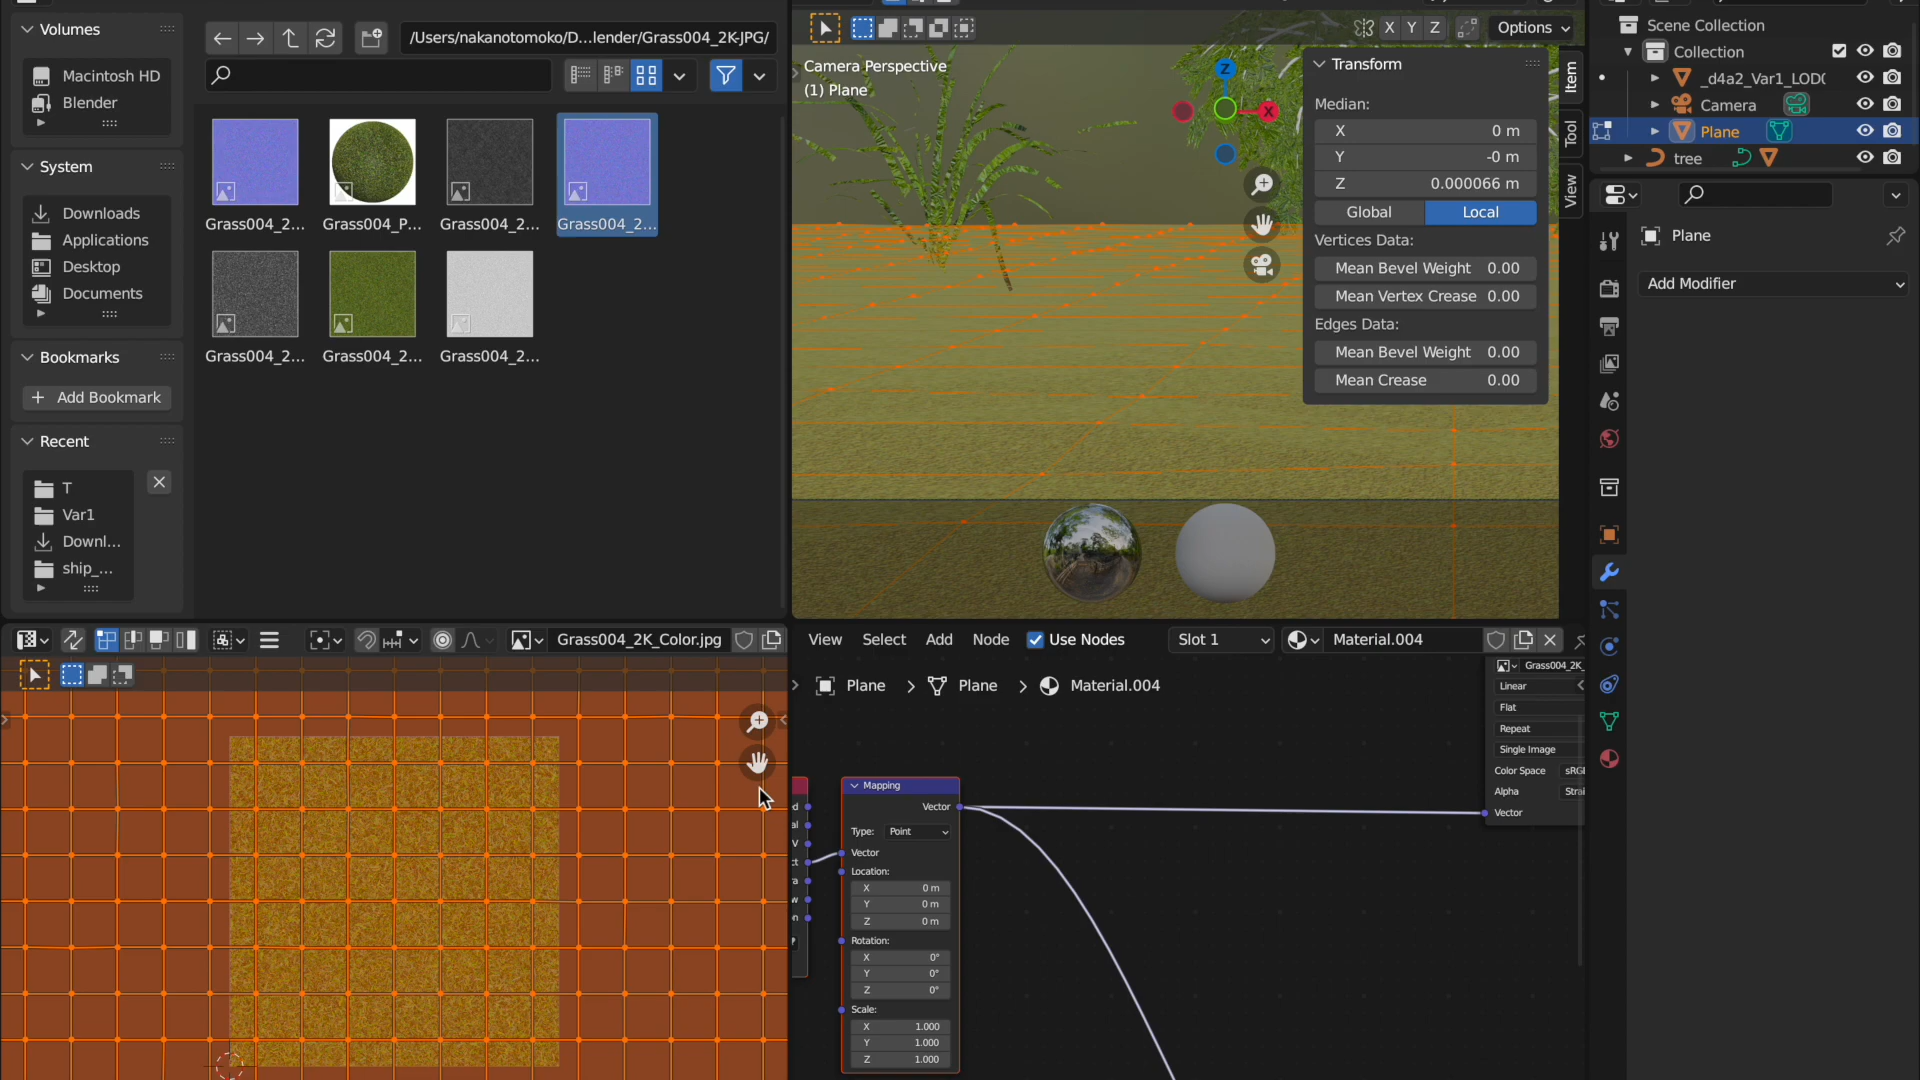 Volumes
Macintosh HD
Blender
System
Downloads
Applications
Desktop
Documents
Bookmarks
Add Bookmark
Recent
T
Var1
Downl...
ship_...
/Users/nakanotomoko/D...lender/Grass004_2K-JPG/
Grass004_2...
Grass004_P...
Grass004_2...
Grass004_2...
Grass004_2...
Grass004_2...
Grass004_2...
X Y Z
Options
Camera Perspective
(1) Plane
Z
X
Transform
Median:
X 0 m
Y -0 m
Z 0.000066 m
Global Local
Vertices Data:
Mean Bevel Weight 0.00
Mean Vertex Crease 0.00
Edges Data:
Mean Bevel Weight 0.00
Mean Crease 0.00
Item
Tool
View
Scene Collection
Collection
_d4a2_Var1_LOD(
Camera
Plane
tree
Plane
Add Modifier
Grass004_2K_Color.jpg
View Select Add Node Use Nodes Slot 1 Material.004
Plane > Plane > Material.004
Mapping
Vector
Type: Point
Vector
Location:
X 0 m
Y 0 m
Z 0 m
Rotation:
X 0°
Y 0°
Z 0°
Scale:
X 1.000
Y 1.000
Z 1.000
Grass004_2K_
Linear
Flat
Repeat
Single Image
Color Space sRG
Alpha Strai
Vector